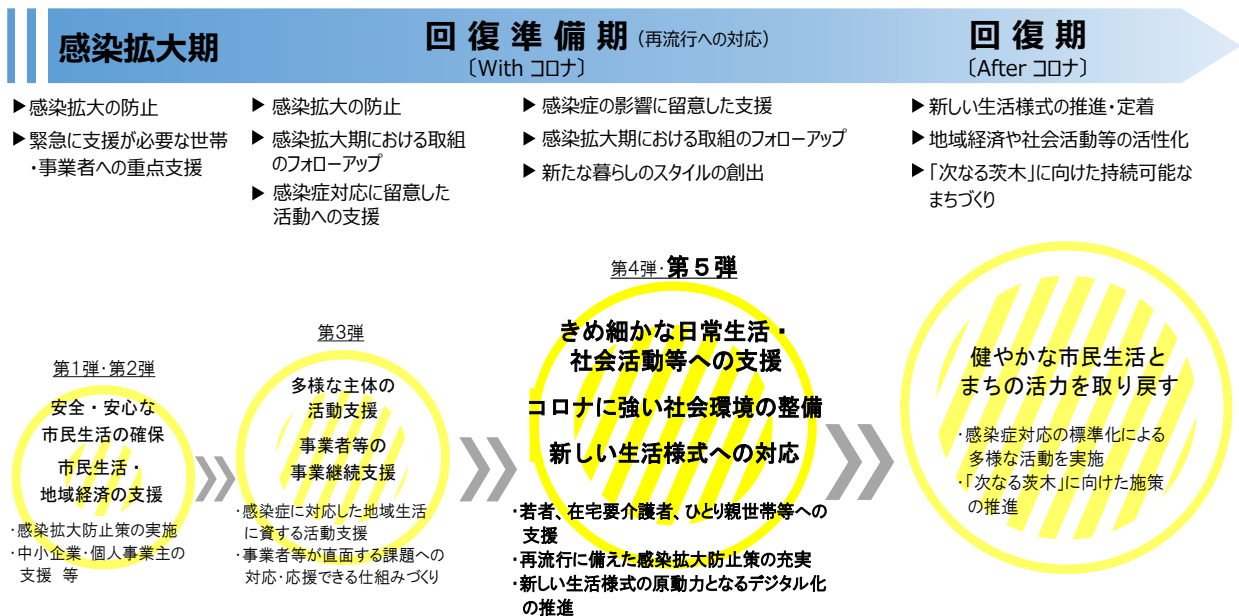 感染拡大期
回復準備期（再流行への対応）
〔With コロナ〕
回復期
〔After コロナ〕
▶感染拡大の防止
▶緊急に支援が必要な世帯
・事業者への重点支援
▶感染拡大の防止
▶感染拡大期における取組
のフォローアップ
▶感染症対応に留意した
活動への支援
▶感染症の影響に留意した支援
▶感染拡大期における取組のフォローアップ
▶新たな暮らしのスタイルの創出
▶新しい生活様式の推進・定着
▶地域経済や社会活動等の活性化
▶「次なる茨木」に向けた持続可能な
まちづくり
第1弾・第2弾
安全・安心な
市民生活の確保
市民生活・
地域経済の支援
・感染拡大防止策の実施
・中小企業・個人事業主の
支援 等
第3弾
多様な主体の
活動支援
事業者等の
事業継続支援
・感染症に対応した地域生活
に資する活動支援
・事業者等が直面する課題への
対応・応援できる仕組みづくり
第4弾・第５弾
きめ細かな日常生活・
社会活動等への支援
コロナに強い社会環境の整備
新しい生活様式への対応
・若者、在宅要介護者、ひとり親世帯等への
支援
・再流行に備えた感染拡大防止策の充実
・新しい生活様式の原動力となるデジタル化
の推進
健やかな市民生活と
まちの活力を取り戻す
・感染症対応の標準化による
多様な活動を実施
・「次なる茨木」に向けた施策
の推進